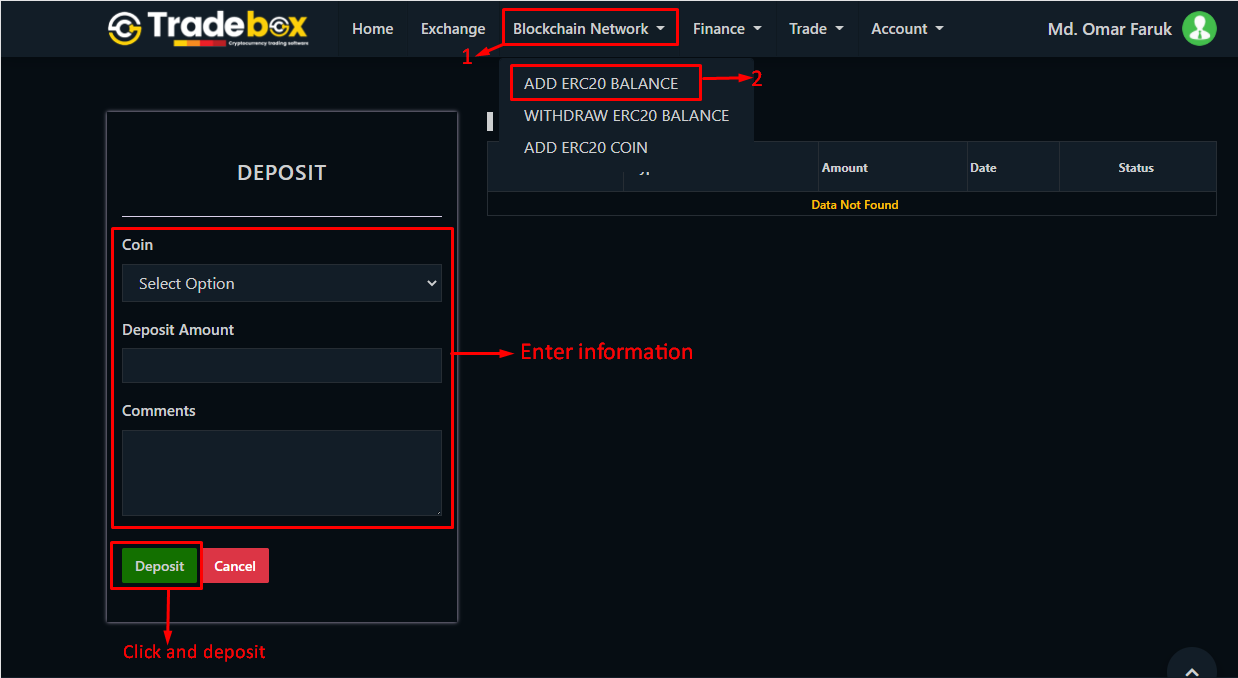 Tradebox
Cryptocurrency trading software
Home Exchange Blockchain Network Finance Trade Account Md. Omar Faruk
1
ADD ERC20 BALANCE
2
WITHDRAW ERC20 BALANCE
ADD ERC20 COIN
DEPOSIT
Amount Date Status
Data Not Found
Coin
Select Option
Deposit Amount
Enter information
Comments
Deposit Cancel
Click and deposit